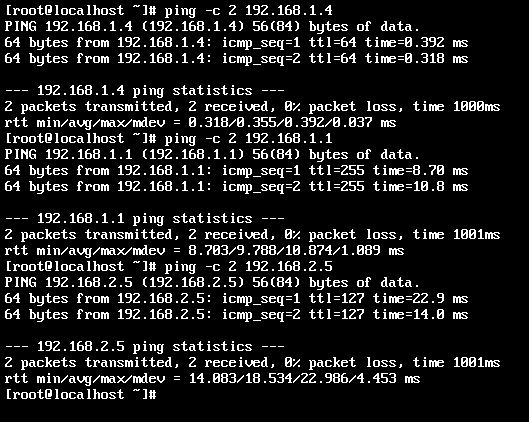 [root@localhost ~]# ping -c 2 192.168.1.4
PING 192.168.1.4 (192.168.1.4) 56(84) bytes of data.
64 bytes from 192.168.1.4: icmp_seq=1 ttl=64 time=0.392 ms
64 bytes from 192.168.1.4: icmp_seq=2 ttl=64 time=0.318 ms
--- 192.168.1.4 ping statistics ---
2 packets transmitted, 2 received, 0% packet loss, time 1000ms
rtt min/avg/max/mdev = 0.318/0.355/0.392/0.037 ms
[root@localhost ~]# ping -c 2 192.168.1.1
PING 192.168.1.1 (192.168.1.1) 56(84) bytes of data.
64 bytes from 192.168.1.1: icmp_seq=1 ttl=255 time=8.70 ms
64 bytes from 192.168.1.1: icmp_seq=2 ttl=255 time=10.8 ms
--- 192.168.1.1 ping statistics ---
2 packets transmitted, 2 received, 0% packet loss, time 1001ms
rtt min/avg/max/mdev = 8.703/9.788/10.874/1.089 ms
[root@localhost ~]# ping -c 2 192.168.2.5
PING 192.168.2.5 (192.168.2.5) 56(84) bytes of data.
64 bytes from 192.168.2.5: icmp_seq=1 ttl=127 time=22.9 ms
64 bytes from 192.168.2.5: icmp_seq=2 ttl=127 time=14.0 ms
--- 192.168.2.5 ping statistics ---
2 packets transmitted, 2 received, 0% packet loss, time 1001ms
rtt min/avg/max/mdev = 14.083/18.534/22.986/4.453 ms
[root@localhost ~]#